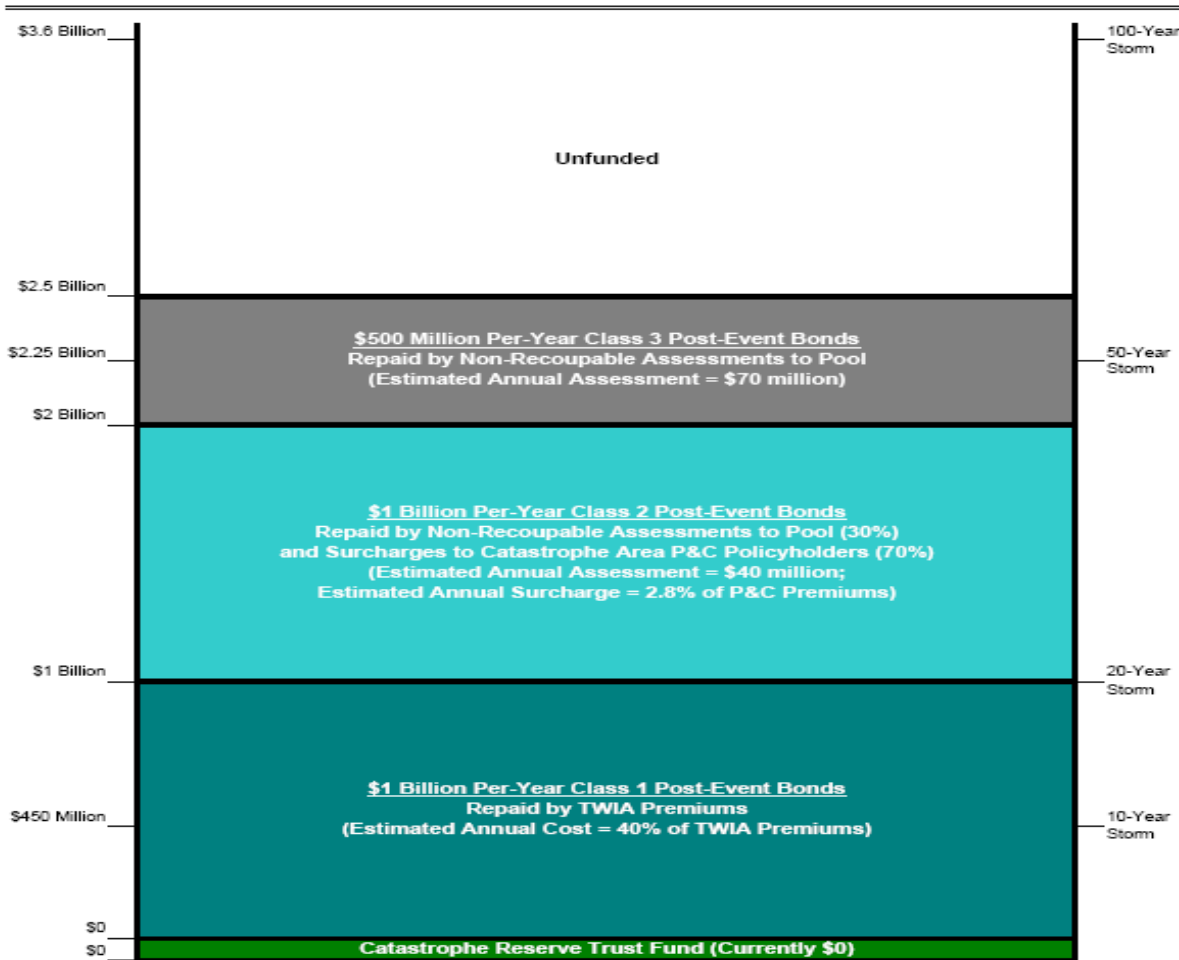 $3.6 Billion
100-Year
Storm
Unfunded
$2.5 Billion
$500 Million Per-Year Class 3 Post-Event Bonds
Repaid by Non-Recoupable Assessments to Pool
(Estimated Annual Assessment = $70 million)
$2.25 Billion
50-Year
Storm
$2 Billion
$1 Billion Per-Year Class 2 Post-Event Bonds
Repaid by Non-Recoupable Assessments to Pool (30%)
and Surcharges to Catastrophe Area P&C Policyholders (70%)
(Estimated Annual Assessment = $40 million;
Estimated Annual Surcharge = 2.8% of P&C Premiums)
$1 Billion
20-Year
Storm
$1 Billion Per-Year Class 1 Post-Event Bonds
Repaid by TWIA Premiums
(Estimated Annual Cost = 40% of TWIA Premiums)
$450 Million
10-Year
Storm
$0
$0
Catastrophe Reserve Trust Fund (Currently $0)